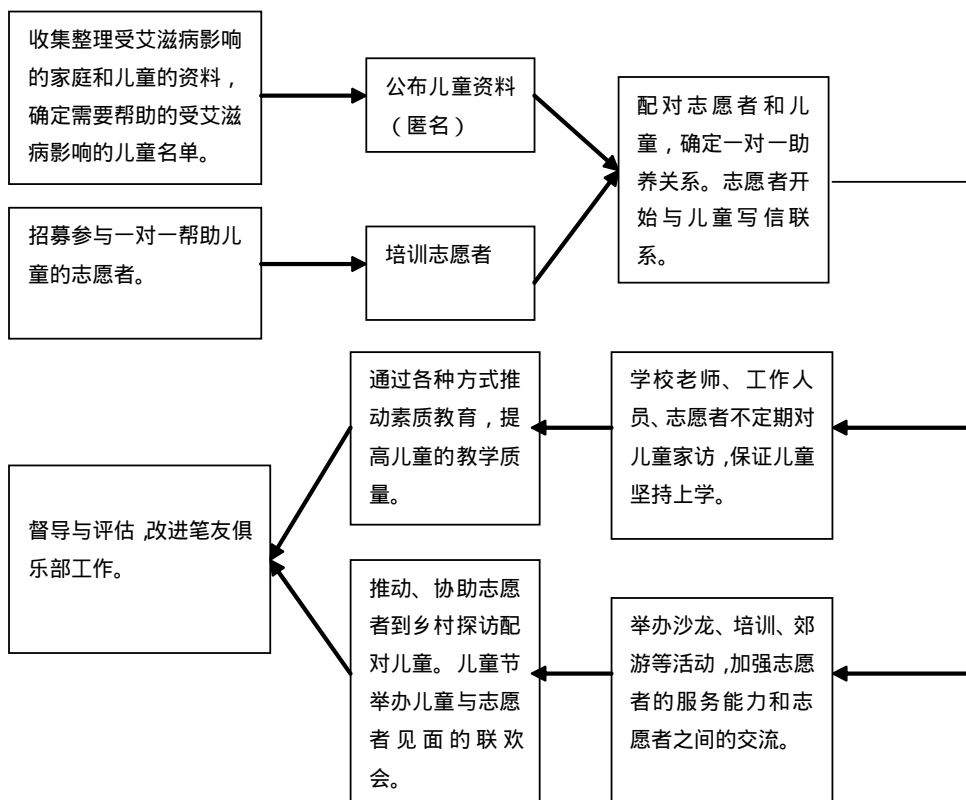 收集整理受艾滋病影响
的家庭和儿童的资料，
确定需要帮助的受艾滋
病影响的儿童名单。
公布儿童资料
（匿名）
配对志愿者和儿
童，确定一对一助
养关系。志愿者开
始与儿童写信联
系。
招募参与一对一帮助儿
童的志愿者。
培训志愿者
通过各种方式推
动素质教育，提
高儿童的教学质
量。
学校老师、工作人
员、志愿者不定期对
儿童家访，保证儿童
坚持上学。
督导与评估，改进笔友俱
乐部工作。
推动、协助志愿
者到乡村探访配
对儿童。儿童节
举办儿童与志愿
者见面的联欢
会。
举办沙龙、培训、郊
游等活动，加强志愿
者的服务能力和志
愿者之间的交流。